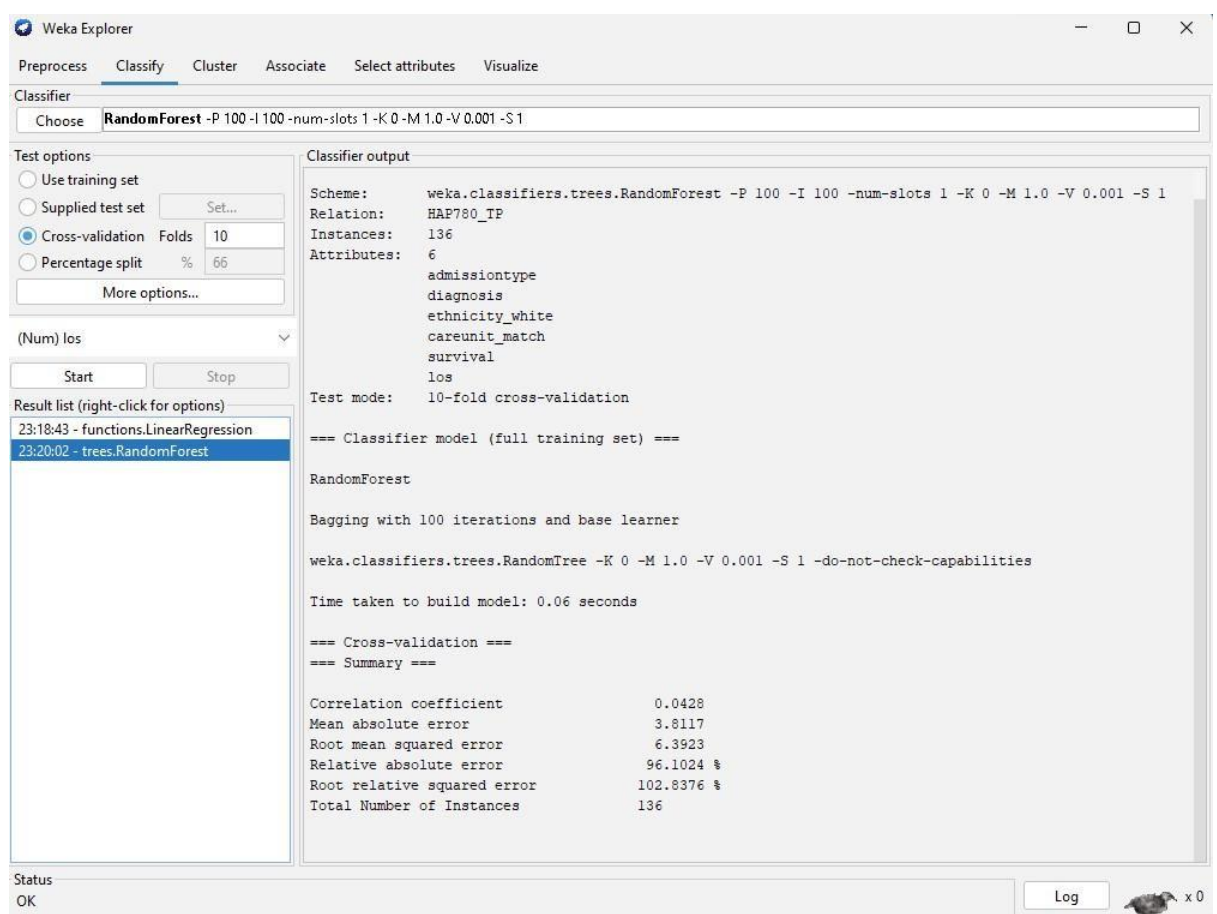 Weka Explorer
Preprocess Classify Cluster Associate Select attributes Visualize
Classifier
Choose RandomForest -P 100 -I 100 -num-slots 1 -K 0 -M 1.0 -V 0.001 -S 1
Test options
Use training set
Supplied test set Set...
Cross-validation Folds 10
Percentage split % 66
More options...
(Num) los
Start Stop
Result list (right-click for options)
23:18:43 - functions.LinearRegression
23:20:02 - trees.RandomForest
Classifier output
Scheme: weka.classifiers.trees.RandomForest -P 100 -I 100 -num-slots 1 -K 0 -M 1.0 -V 0.001 -S 1
Relation: HAP780_TP
Instances: 136
Attributes: 6
admissiontype
diagnosis
ethnicity_white
careunit_match
survival
los
Test mode: 10-fold cross-validation
=== Classifier model (full training set) ===
RandomForest
Bagging with 100 iterations and base learner
weka.classifiers.trees.RandomTree -K 0 -M 1.0 -V 0.001 -S 1 -do-not-check-capabilities
Time taken to build model: 0.06 seconds
=== Cross-validation ===
=== Summary ===
Correlation coefficient 0.0428
Mean absolute error 3.8117
Root mean squared error 6.3923
Relative absolute error 96.1024 %
Root relative squared error 102.8376 %
Total Number of Instances 136
Status
OK
Log x 0